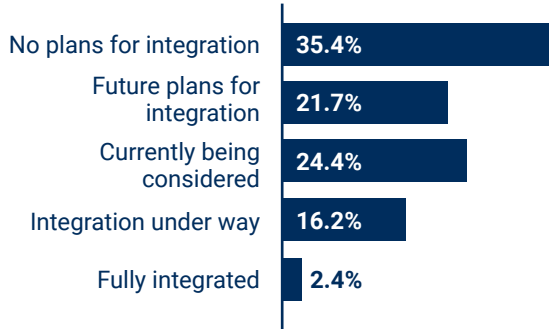 No plans for integration 35.4%
Future plans for
integration 21.7%
Currently being
considered 24.4%
Integration under way 16.2%
Fully integrated 2.4%